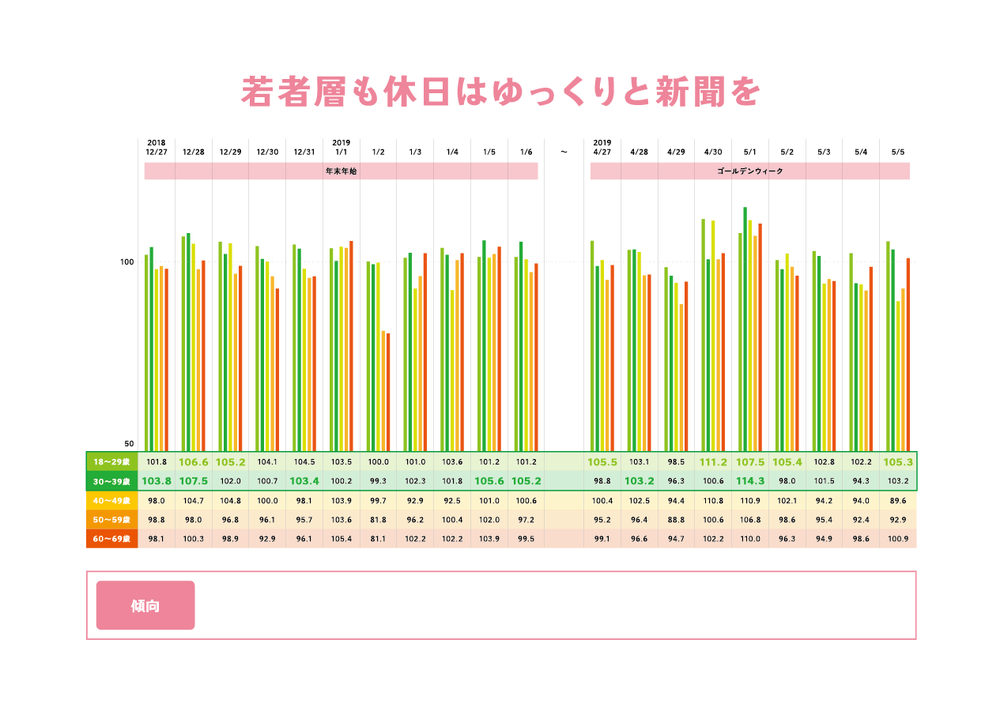 若者層も休日はゆっくりと新聞を
2018 2019 2019
12/27 12/28 12/29 12/30 12/31 1/1 1/2 1/3 1/4 1/5 1/6 ～ 4/27 4/28 4/29 4/30 5/1 5/2 5/3 5/4 5/5
年末年始 ゴールデンウィーク
100
50
18～29歳 101.8 106.6 105.2 104.1 104.5 103.5 100.0 101.0 103.6 101.2 101.2 105.5 103.1 98.5 111.2 107.5 105.4 102.8 102.2 105.3
30～39歳 103.8 107.5 102.0 100.7 103.4 100.2 99.3 102.3 101.8 105.6 105.2 98.8 103.2 96.3 100.6 114.3 98.0 101.5 94.3 103.2
40～49歳 98.0 104.7 104.8 100.0 98.1 103.9 99.7 92.9 92.5 101.0 100.6 100.4 102.5 94.4 110.8 110.9 102.1 94.2 94.0 89.6
50～59歳 98.8 98.0 96.8 96.1 95.7 103.6 81.8 96.2 100.4 102.0 97.2 95.2 96.4 88.8 100.6 106.8 98.6 95.4 92.4 92.9
60～69歳 98.1 100.3 98.9 92.9 96.1 105.4 81.1 102.2 102.2 103.9 99.5 99.1 96.6 94.7 102.2 110.0 96.3 94.9 98.6 100.9
傾向